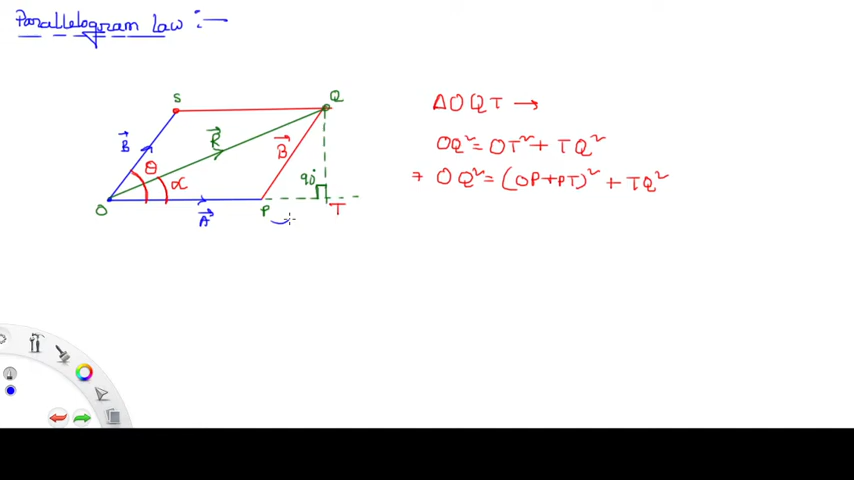 Parallelogram Law :-
S
Q
B⃗
R⃗
B⃗
θ
α
90°
O
A⃗
P
T
ΔOQT →
OQ² = OT² + TQ²
⇒ OQ² = (OP+PT)² + TQ²